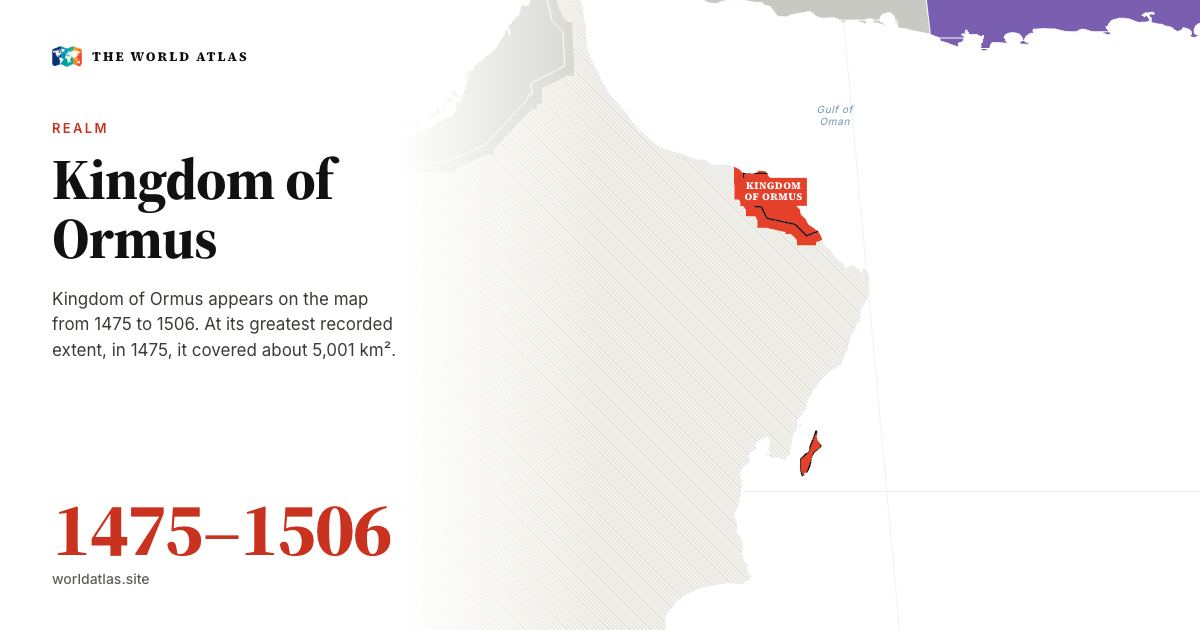 THE WORLD ATLAS
REALM
Kingdom of
Ormus
Kingdom of Ormus appears on the map
from 1475 to 1506. At its greatest recorded
extent, in 1475, it covered about 5,001 km².
1475–1506
worldatlas.site
Gulf of
Oman
KINGDOM
OF ORMUS